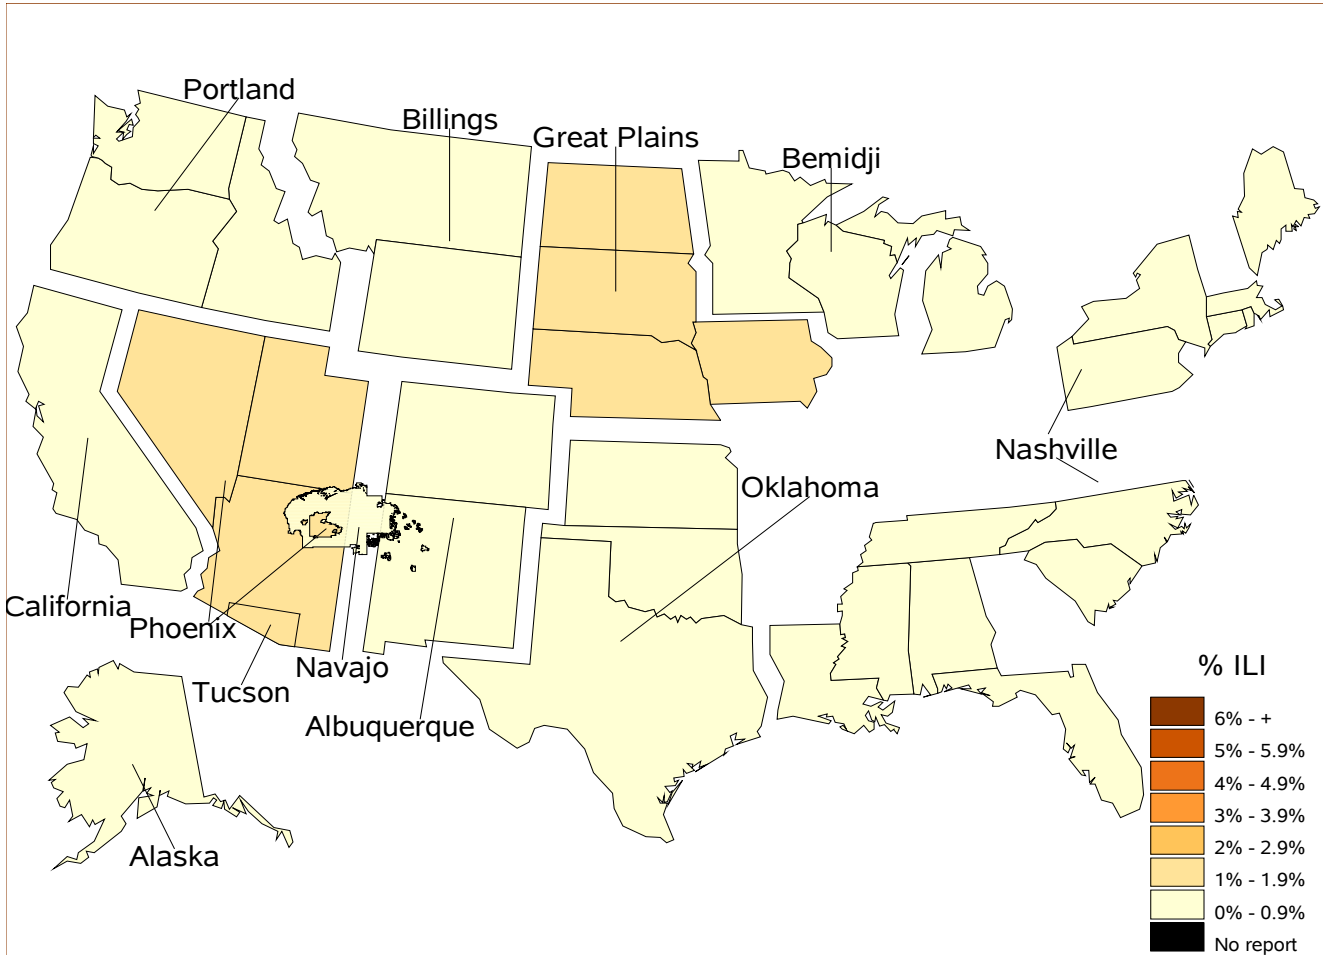 Portland
Billings
Great Plains
Bemidji
Nashville
Oklahoma
California
Phoenix
Navajo
Tucson
Albuquerque
Alaska
% ILI
6% - +
5% - 5.9%
4% - 4.9%
3% - 3.9%
2% - 2.9%
1% - 1.9%
0% - 0.9%
No report